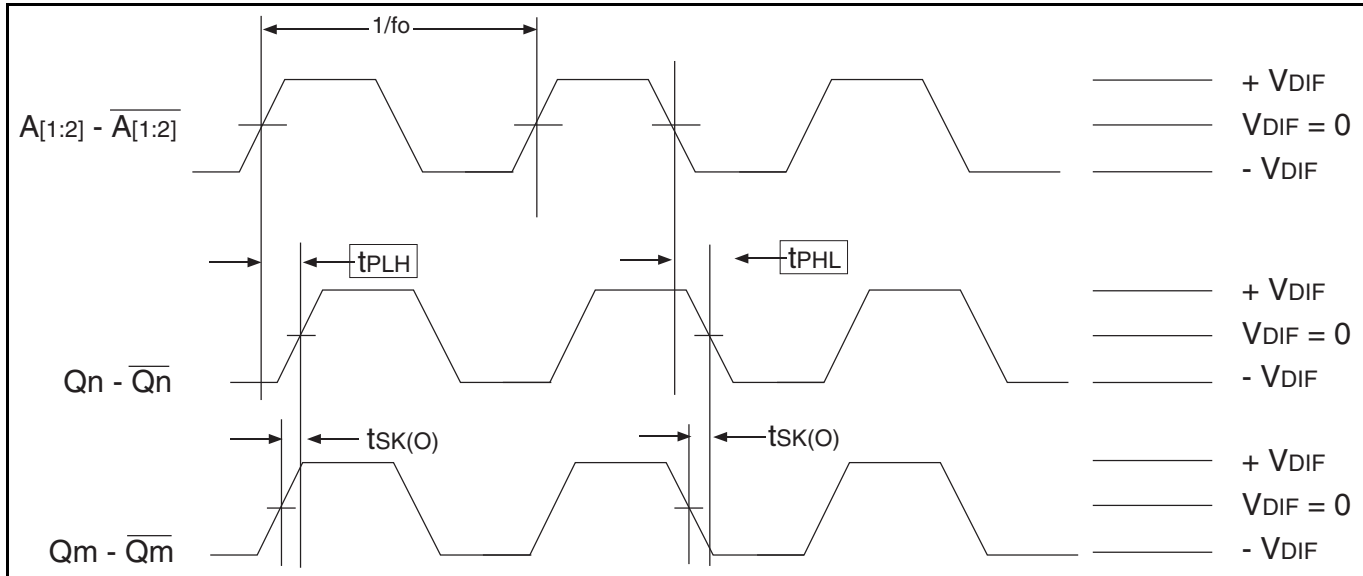 1/fo
A[1:2] - A[1:2]
+ VDIF
VDIF = 0
- VDIF
tPLH
tPHL
Qn - Qn
+ VDIF
VDIF = 0
- VDIF
tSK(O)
tSK(O)
Qm - Qm
+ VDIF
VDIF = 0
- VDIF